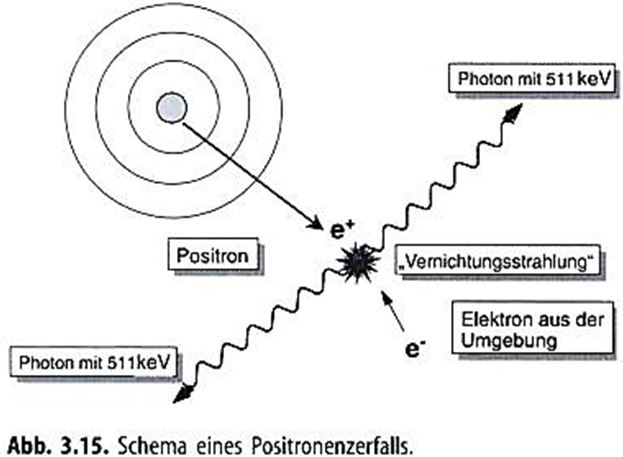 Photon mit 511keV
e⁺
Positron
„Vernichtungsstrahlung“
Elektron aus der
Umgebung
e⁻
Photon mit 511keV
Abb. 3.15. Schema eines Positronenzerfalls.